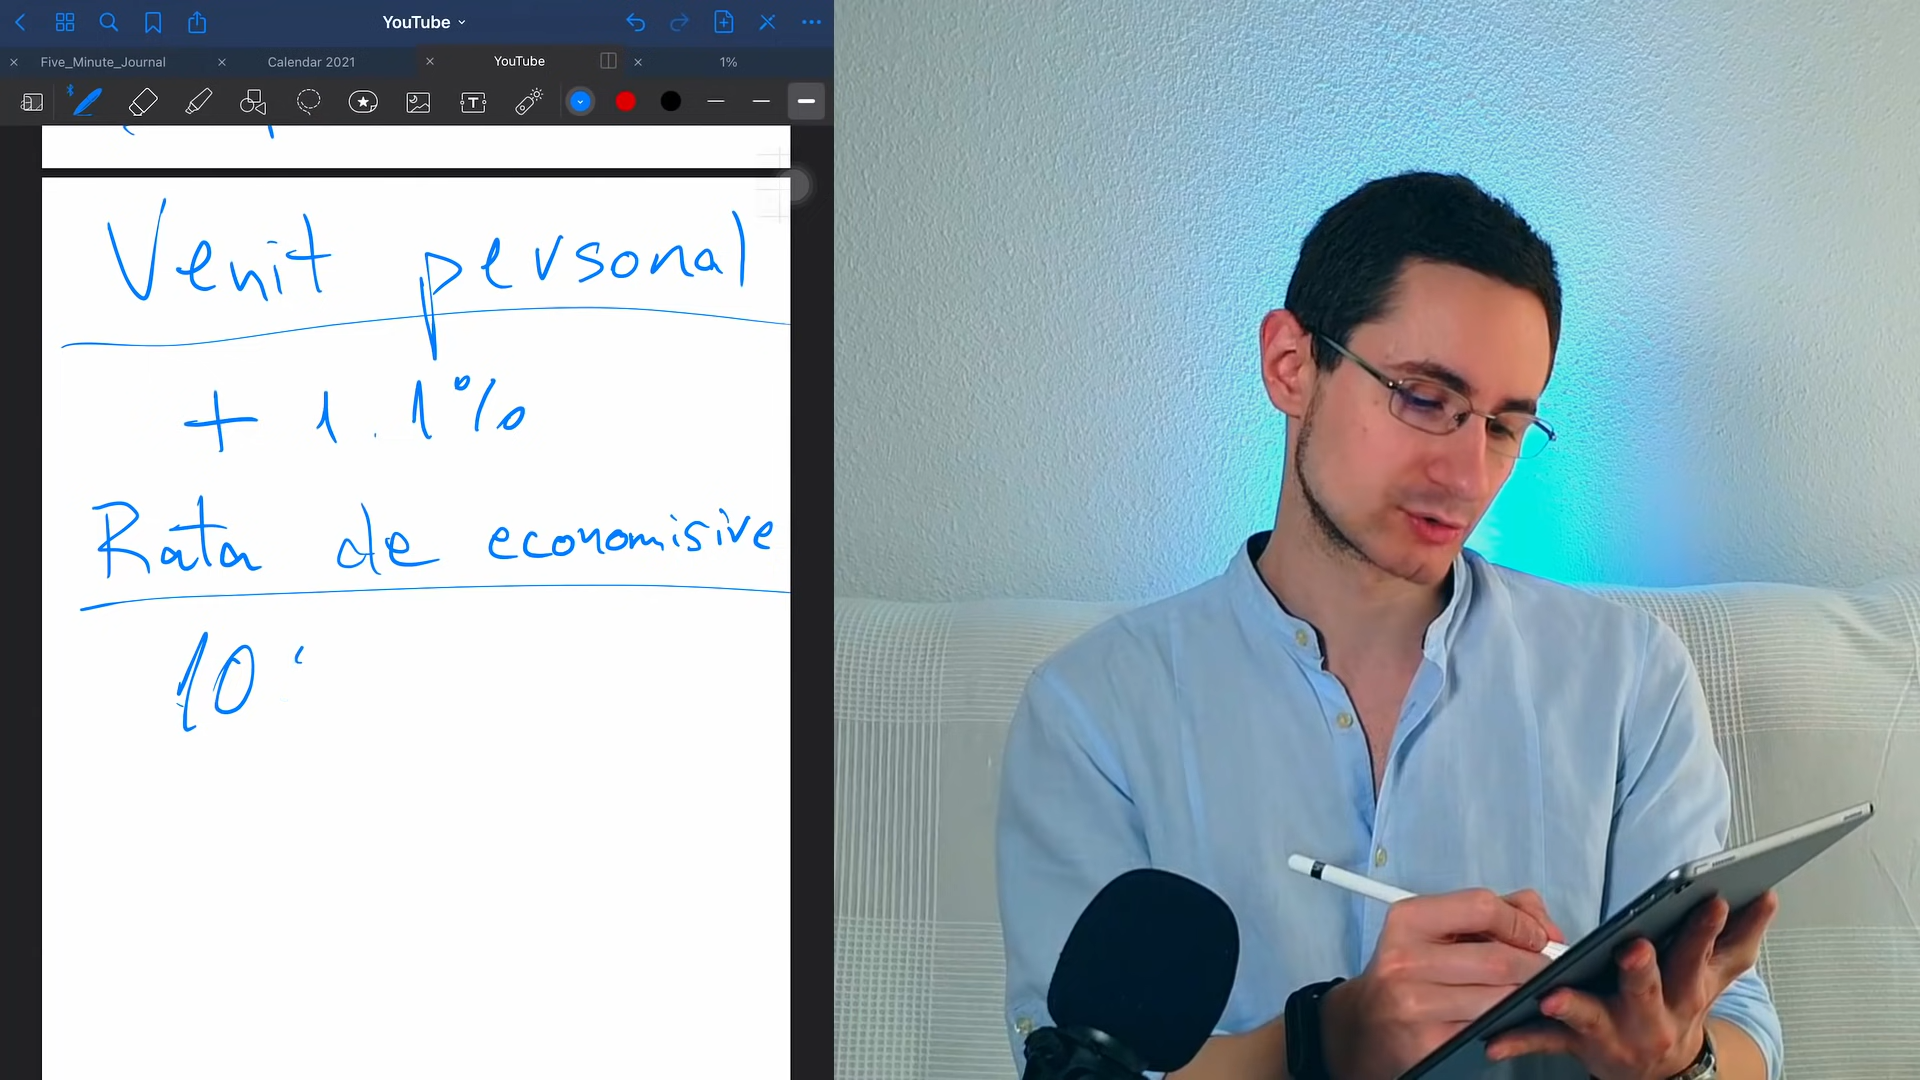 YouTube
Five_Minute_Journal
Calendar 2021
YouTube
1%
T
Venit personal
+ 1.1%
Rata de economisire
10